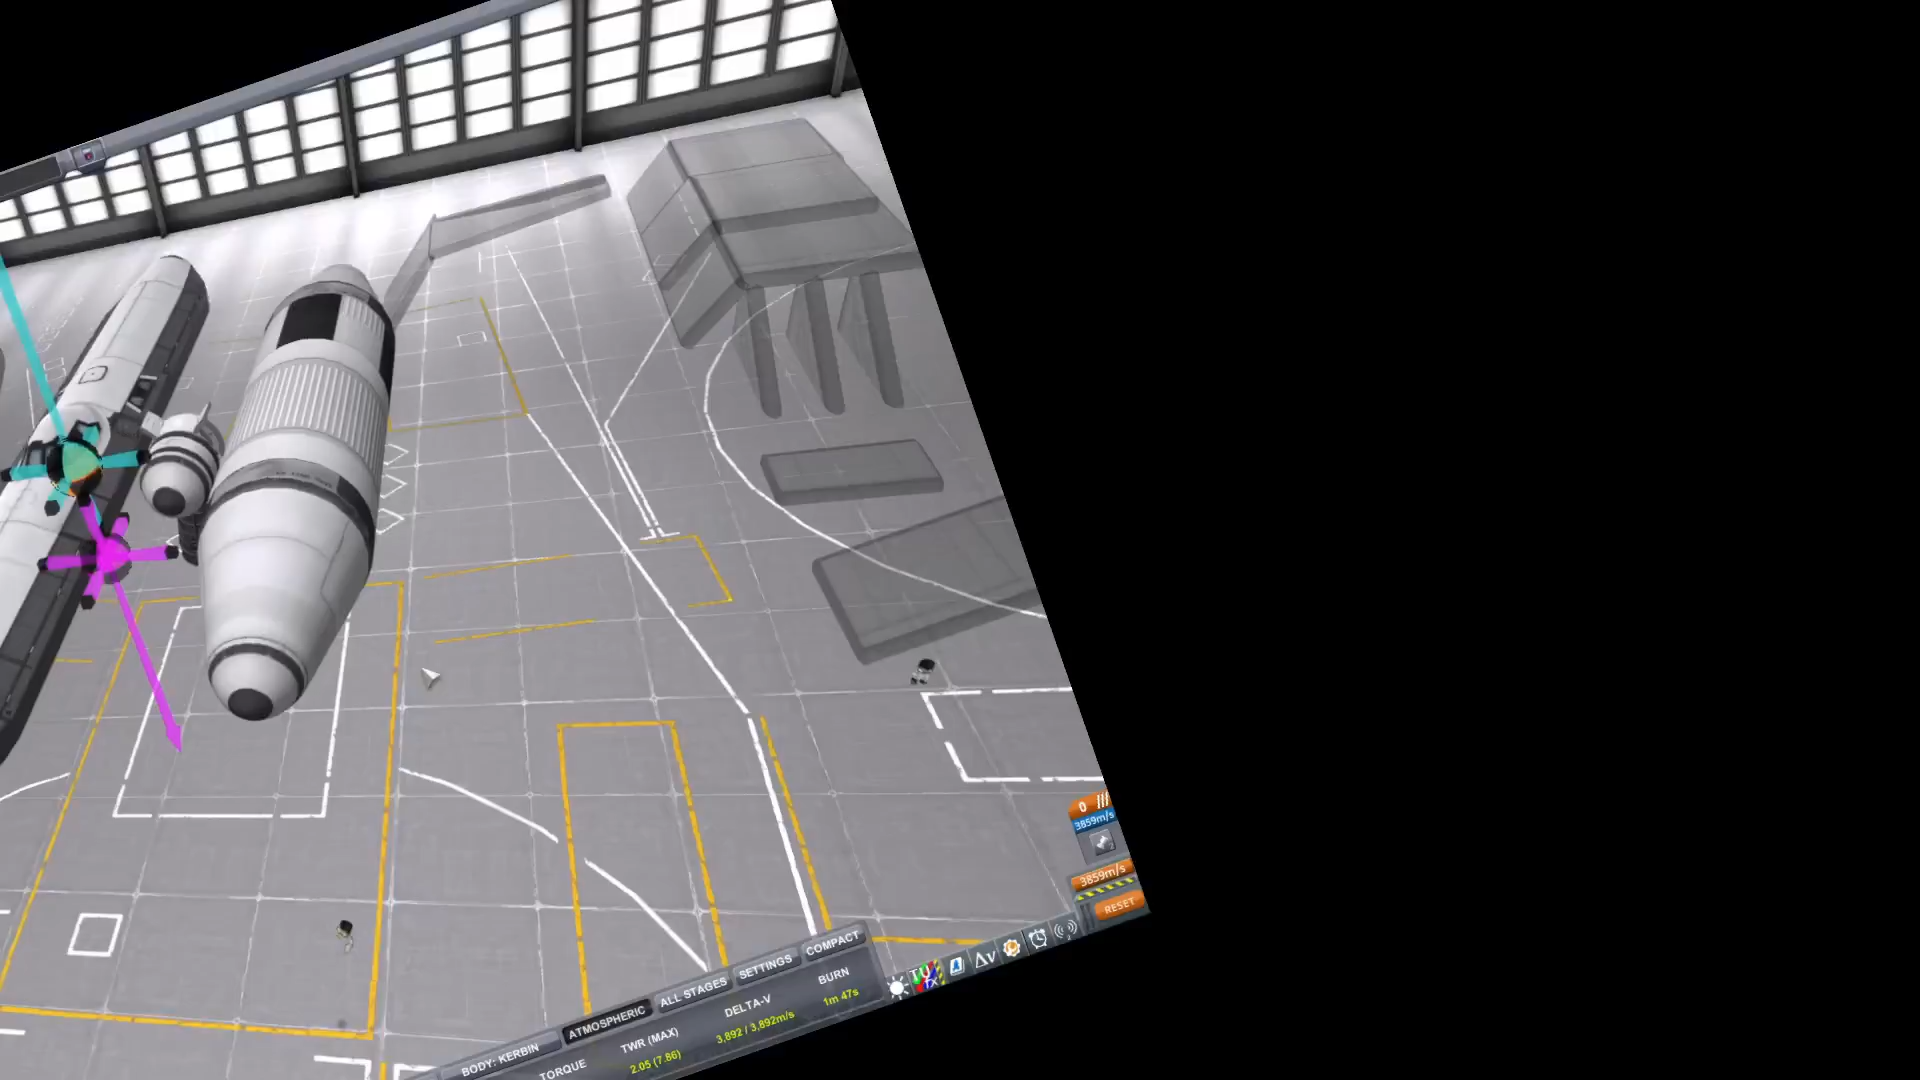 0
3859m/s
3859m/s
RESET
BODY: KERBIN
ATMOSPHERIC
ALL STAGES
SETTINGS
COMPACT
TORQUE
TWR (MAX)
DELTA-V
BURN
2.05 (7.86)
3,892 / 3,892m/s
1m 47s
ΔV